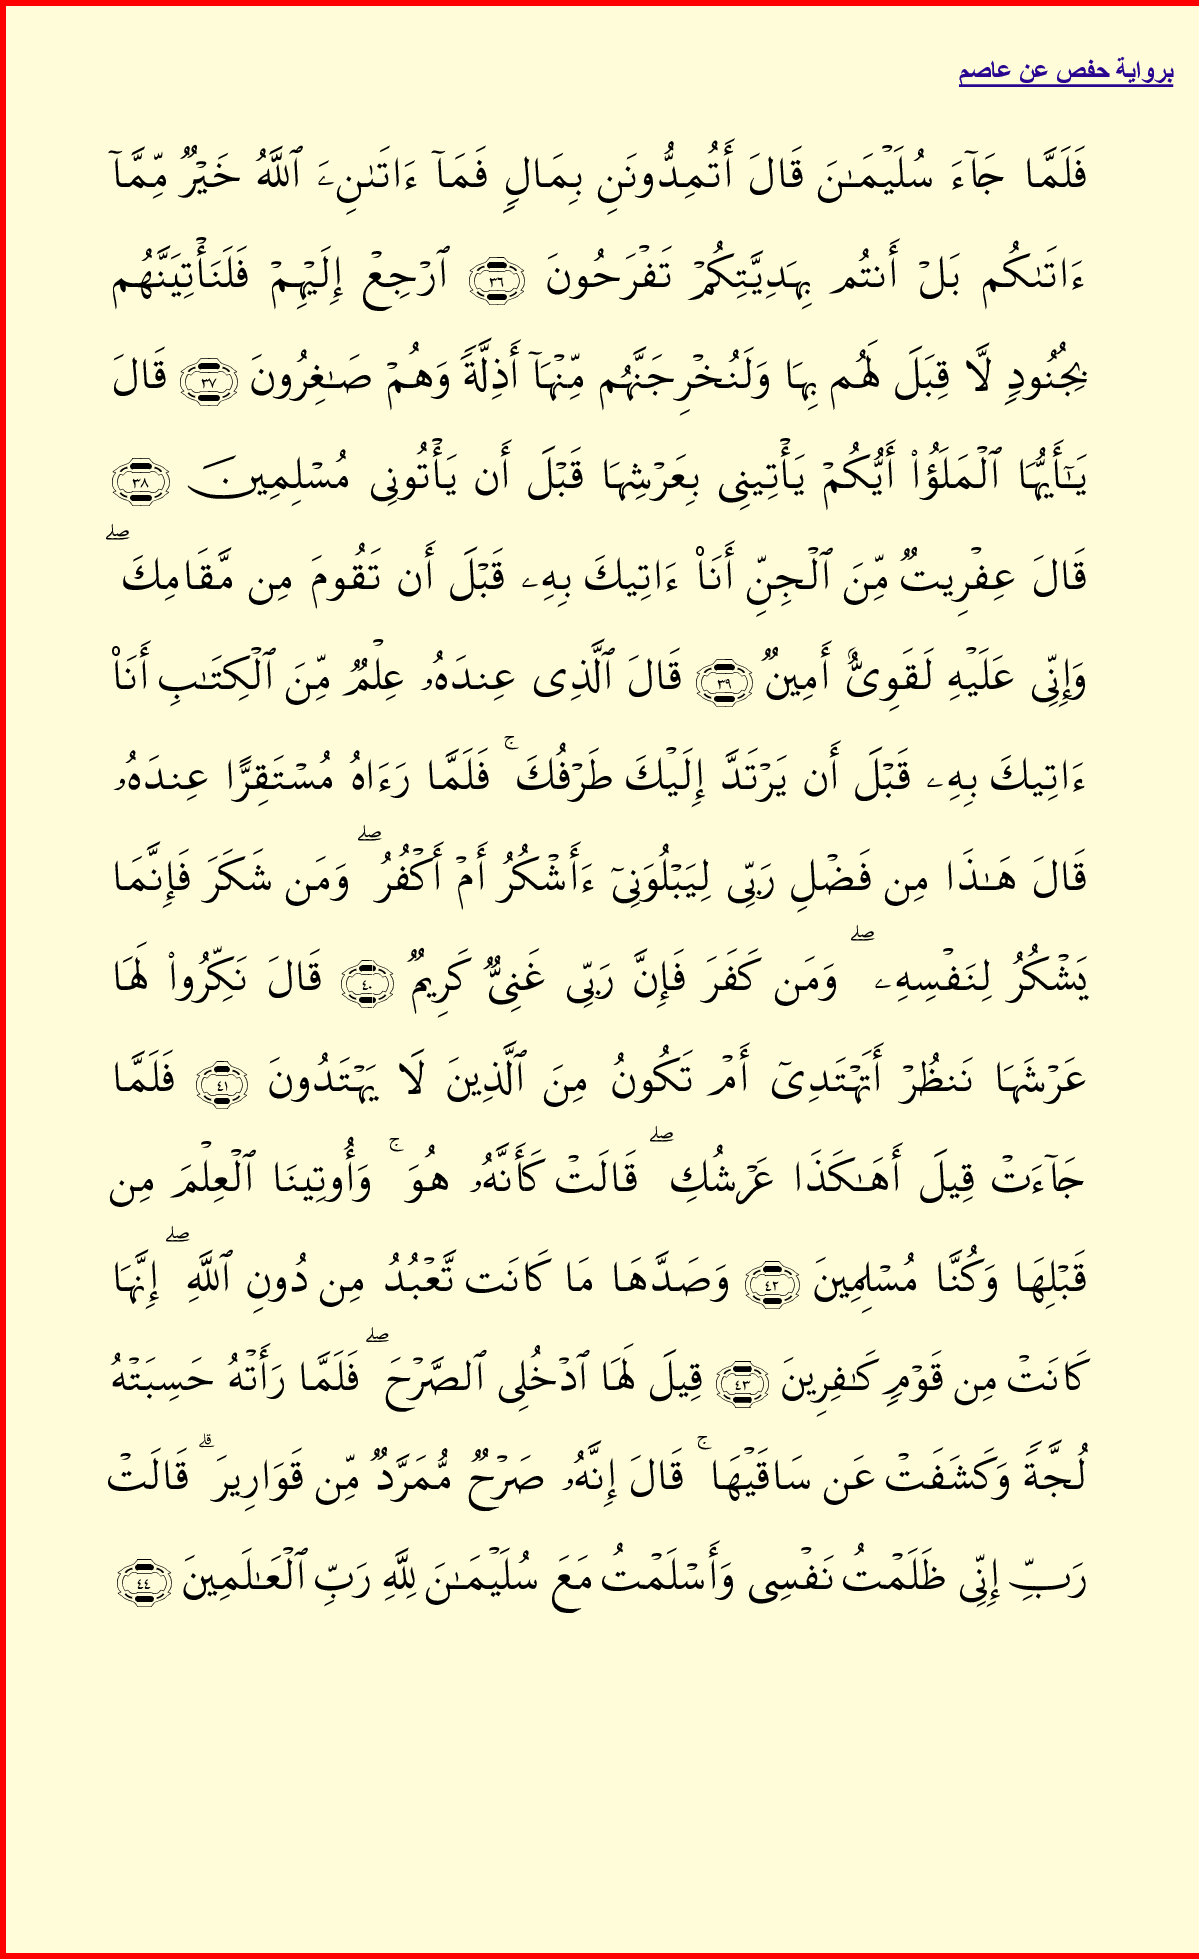 برواية حفص عن عاصم
فَلَمَّا جَآءَ سُلَيۡمَـٰنَ قَالَ أَتُمِدُّونَنِ بِمَالٍ فَمَآ ءَاتَىٰنِۦَ ٱللَّهُ خَيۡرٌ مِّمَّآ
ءَاتَىٰكُم بَلۡ أَنتُم بِهَدِيَّتِكُمۡ تَفۡرَحُونَ ٣٦ ٱرۡجِعۡ إِلَيۡهِمۡ فَلَنَأۡتِيَنَّهُم
بِجُنُودٍ لَّا قِبَلَ لَهُم بِهَا وَلَنُخۡرِجَنَّهُم مِّنۡهَآ أَذِلَّةً وَهُمۡ صَـٰغِرُونَ ٣٧ قَالَ
يَـٰٓأَيُّهَا ٱلۡمَلَؤُاْ أَيُّكُمۡ يَأۡتِينِى بِعَرۡشِهَا قَبۡلَ أَن يَأۡتُونِى مُسۡلِمِينَ ٣٨
قَالَ عِفۡرِيتٌ مِّنَ ٱلۡجِنِّ أَنَا۠ ءَاتِيكَ بِهِۦ قَبۡلَ أَن تَقُومَ مِن مَّقَامِكَ ۖ
وَإِنِّى عَلَيۡهِ لَقَوِىٌّ أَمِينٌ ٣٩ قَالَ ٱلَّذِى عِندَهُۥ عِلۡمٌ مِّنَ ٱلۡكِتَـٰبِ أَنَا۠
ءَاتِيكَ بِهِۦ قَبۡلَ أَن يَرۡتَدَّ إِلَيۡكَ طَرۡفُكَ ۚ فَلَمَّا رَءَاهُ مُسۡتَقِرًّا عِندَهُۥ
قَالَ هَـٰذَا مِن فَضۡلِ رَبِّى لِيَبۡلُوَنِىٓ ءَأَشۡكُرُ أَمۡ أَكۡفُرُ ۖ وَمَن شَكَرَ فَإِنَّمَا
يَشۡكُرُ لِنَفۡسِهِۦ ۖ وَمَن كَفَرَ فَإِنَّ رَبِّى غَنِىٌّ كَرِيمٌ ٤٠ قَالَ نَكِّرُواْ لَهَا
عَرۡشَهَا نَنظُرۡ أَتَهۡتَدِىٓ أَمۡ تَكُونُ مِنَ ٱلَّذِينَ لَا يَهۡتَدُونَ ٤١ فَلَمَّا
جَآءَتۡ قِيلَ أَهَـٰكَذَا عَرۡشُكِ ۖ قَالَتۡ كَأَنَّهُۥ هُوَ ۚ وَأُوتِينَا ٱلۡعِلۡمَ مِن
قَبۡلِهَا وَكُنَّا مُسۡلِمِينَ ٤٢ وَصَدَّهَا مَا كَانَت تَّعۡبُدُ مِن دُونِ ٱللَّهِ ۖ إِنَّهَا
كَانَتۡ مِن قَوۡمٍ كَـٰفِرِينَ ٤٣ قِيلَ لَهَا ٱدۡخُلِى ٱلصَّرۡحَ ۖ فَلَمَّا رَأَتۡهُ حَسِبَتۡهُ
لُجَّةً وَكَشَفَتۡ عَن سَاقَيۡهَا ۚ قَالَ إِنَّهُۥ صَرۡحٌ مُّمَرَّدٌ مِّن قَوَارِيرَ ۗ قَالَتۡ
رَبِّ إِنِّى ظَلَمۡتُ نَفۡسِى وَأَسۡلَمۡتُ مَعَ سُلَيۡمَـٰنَ لِلَّهِ رَبِّ ٱلۡعَـٰلَمِينَ ٤٤